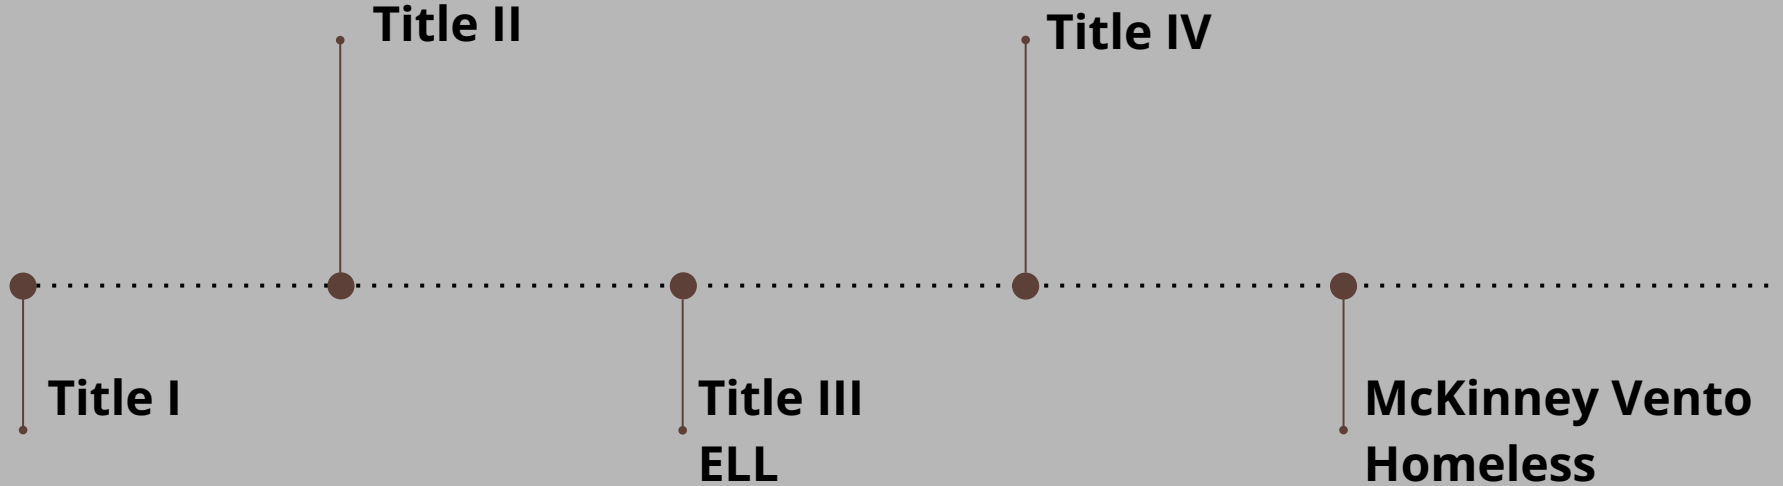 Title II
Title IV
Title I
Title III
ELL
McKinney Vento
Homeless